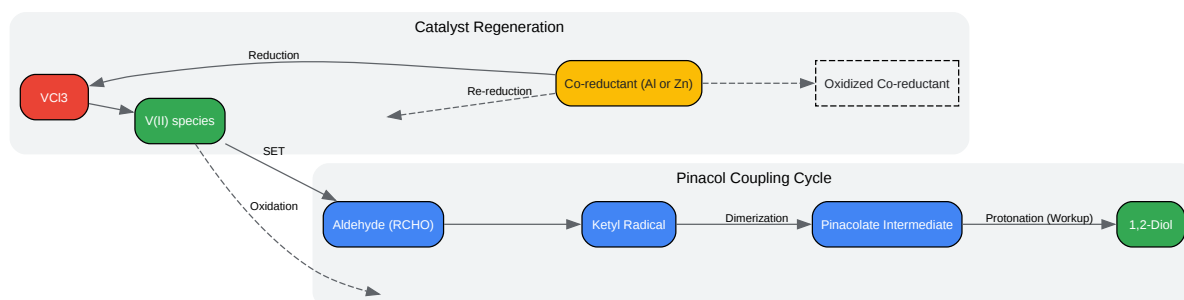 Catalyst Regeneration
Reduction
Co-reductant (Al or Zn)
Oxidized Co-reductant
VCl3
Re-reduction
V(II) species
SET
Pinacol Coupling Cycle
Oxidation
Aldehyde (RCHO)
Ketyl Radical
Dimerization
Pinacolate Intermediate
Protonation (Workup)
1,2-Diol